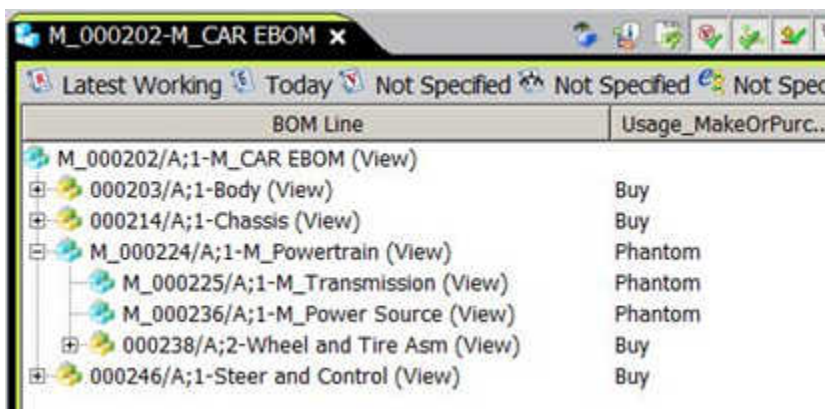 M_000202-M_CAR EBOM
Latest Working Today Not Specified Not Specified Not Spec
BOM Line Usage_MakeOrPurc...
M_000202/A;1-M_CAR EBOM (View)
000203/A;1-Body (View) Buy
000214/A;1-Chassis (View) Buy
M_000224/A;1-M_Powertrain (View) Phantom
M_000225/A;1-M_Transmission (View) Phantom
M_000236/A;1-M_Power Source (View) Phantom
000238/A;2-Wheel and Tire Asm (View) Buy
000246/A;1-Steer and Control (View) Buy